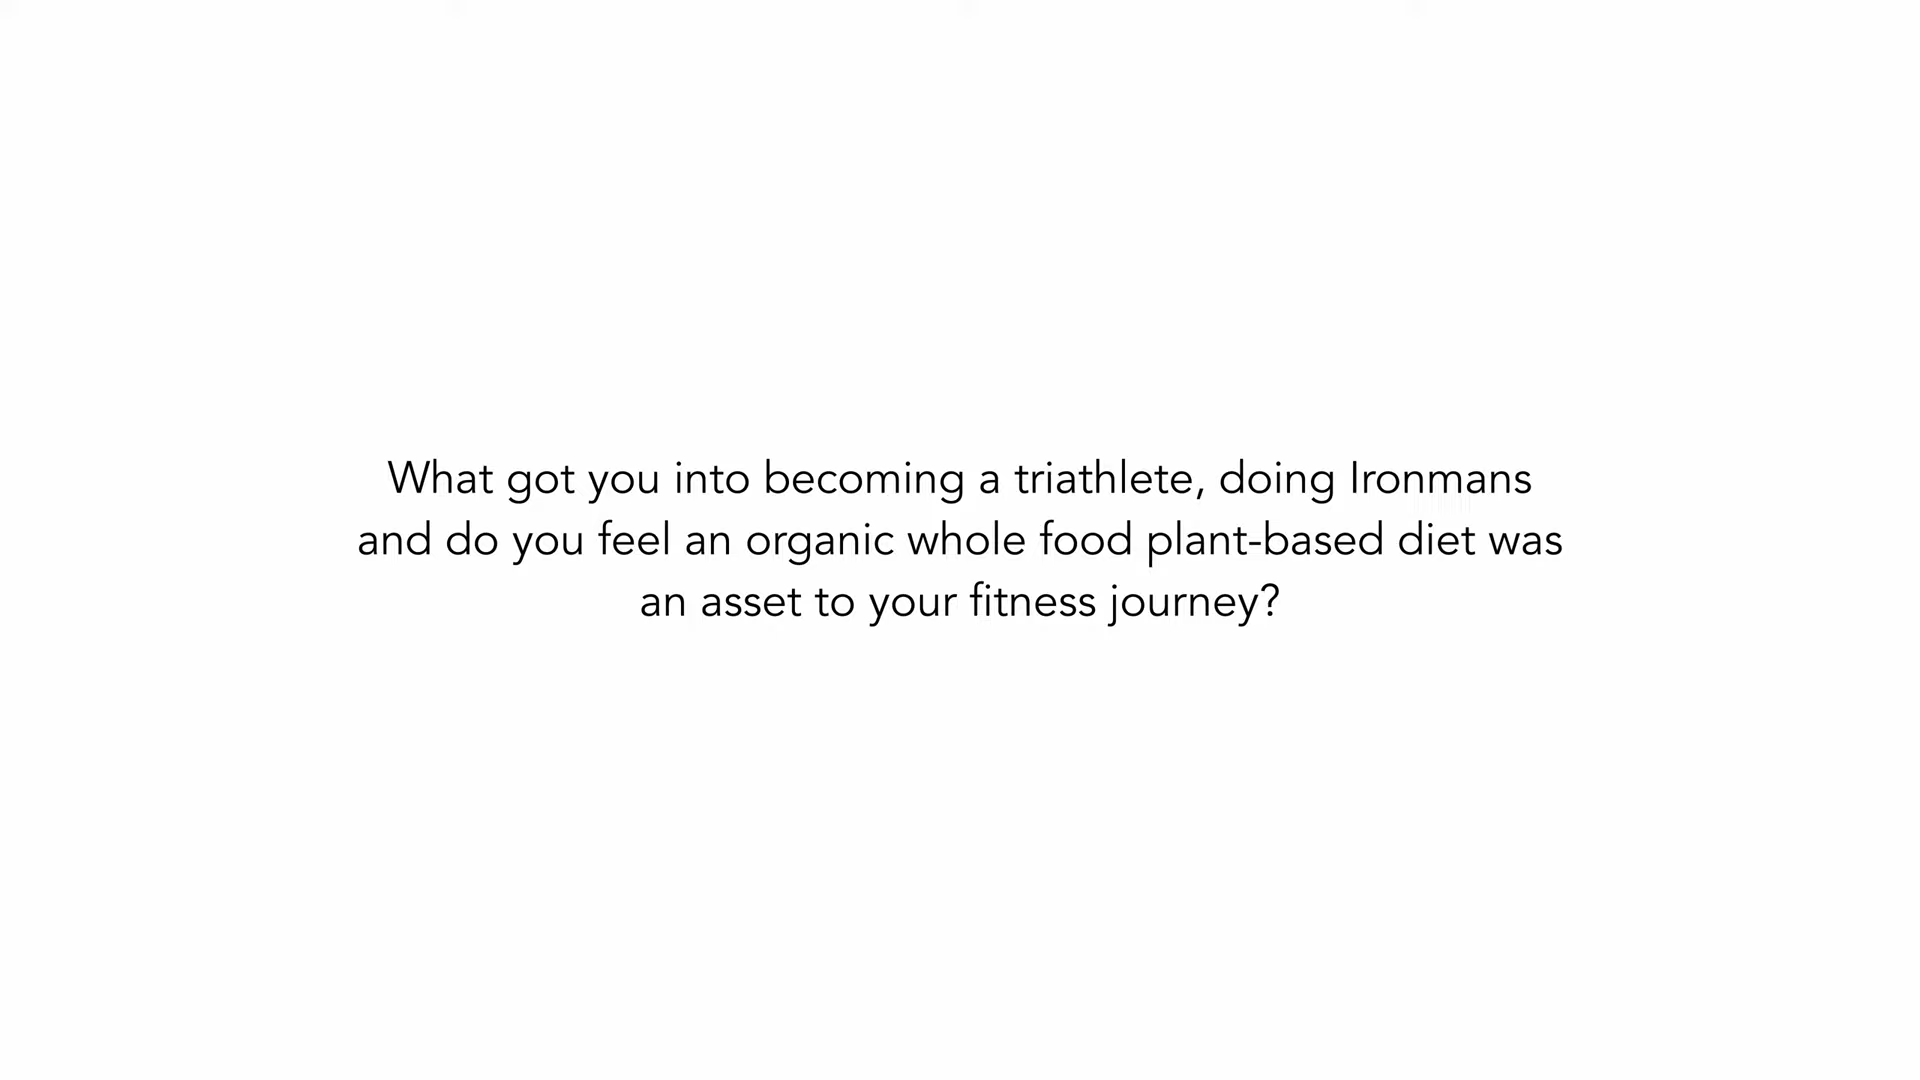 What got you into becoming a triathlete, doing Ironmans
and do you feel an organic whole food plant-based diet was
an asset to your fitness journey?